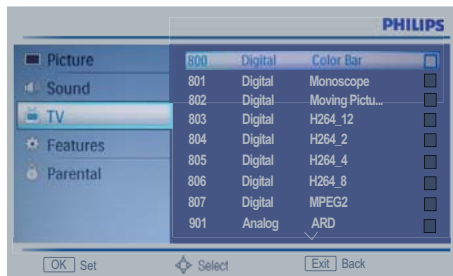 PHILIPS
Picture
Sound
TV
Features
Parental
800 Digital Color Bar
801 Digital Monoscope
802 Digital Moving Pictu...
803 Digital H264_12
804 Digital H264_2
805 Digital H264_4
806 Digital H264_8
807 Digital MPEG2
901 Analog ARD
OK Set
Select
Exit Back